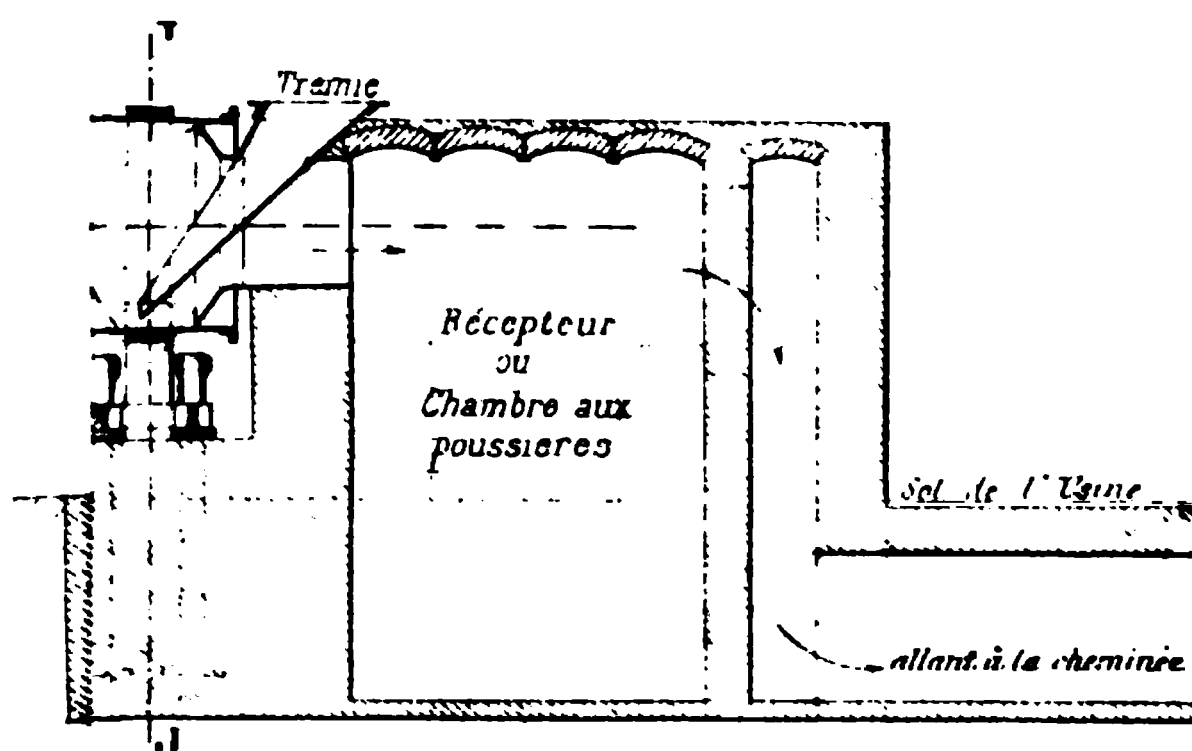 Tremie
Récepteur
ou
Chambre aux
poussieres
Sol de l'Usine
allant à la cheminée
J